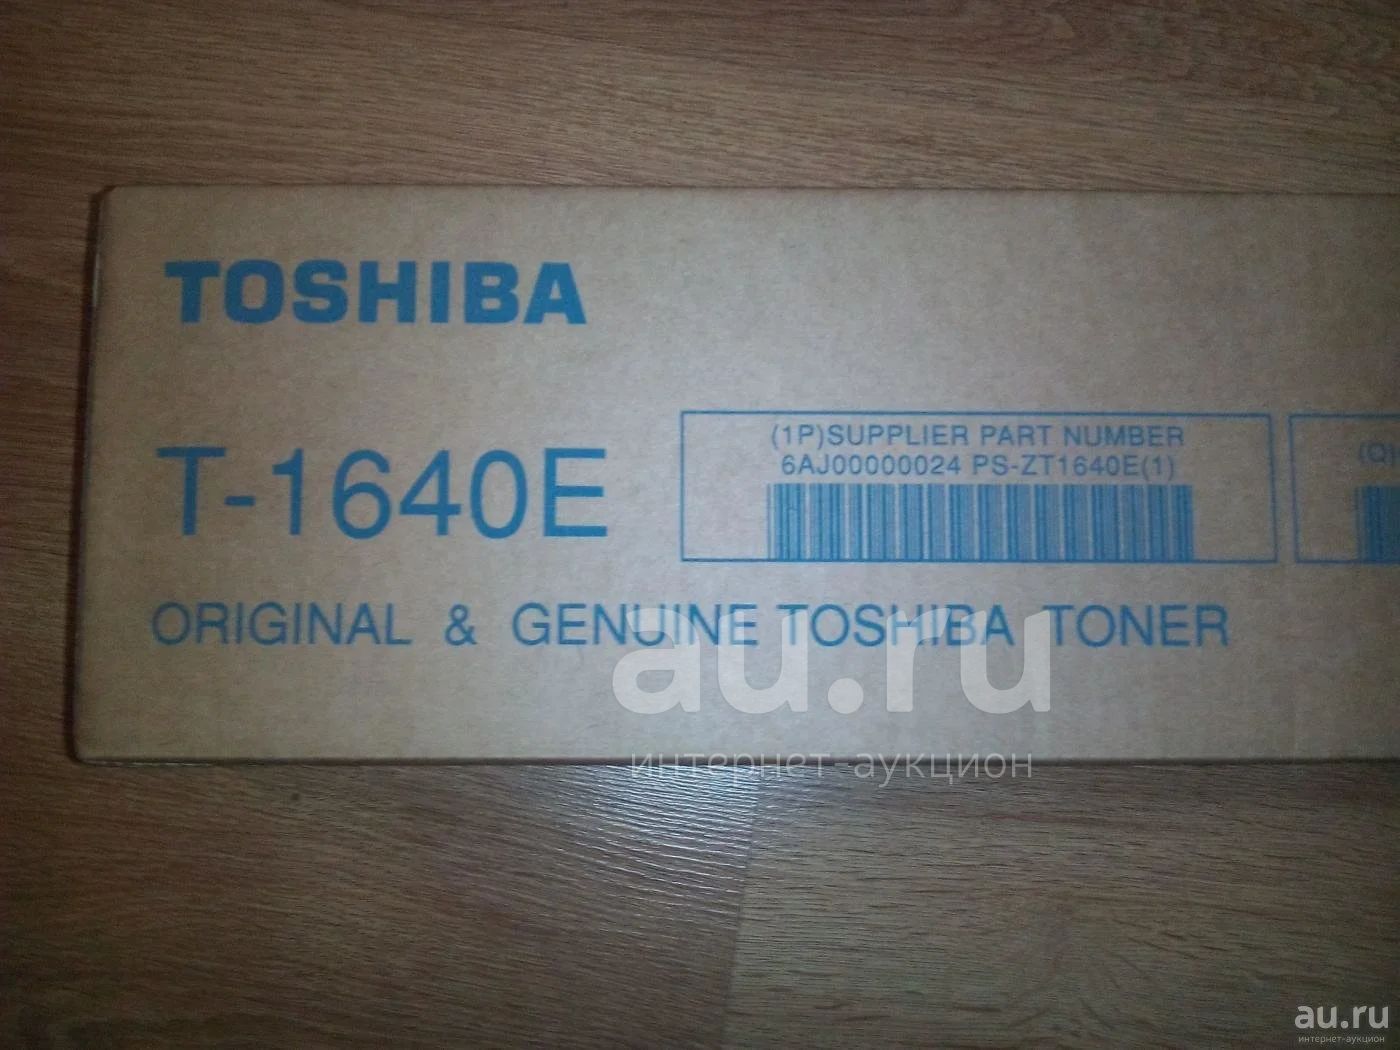 TOSHIBA
T-1640E
(1P)SUPPLIER PART NUMBER
6AJ00000024 PS-ZT1640E(1)
(Q)
ORIGINAL & GENUINE TOSHIBA TONER
au.ru
интернет-аукцион
au.ru
интернет-аукцион